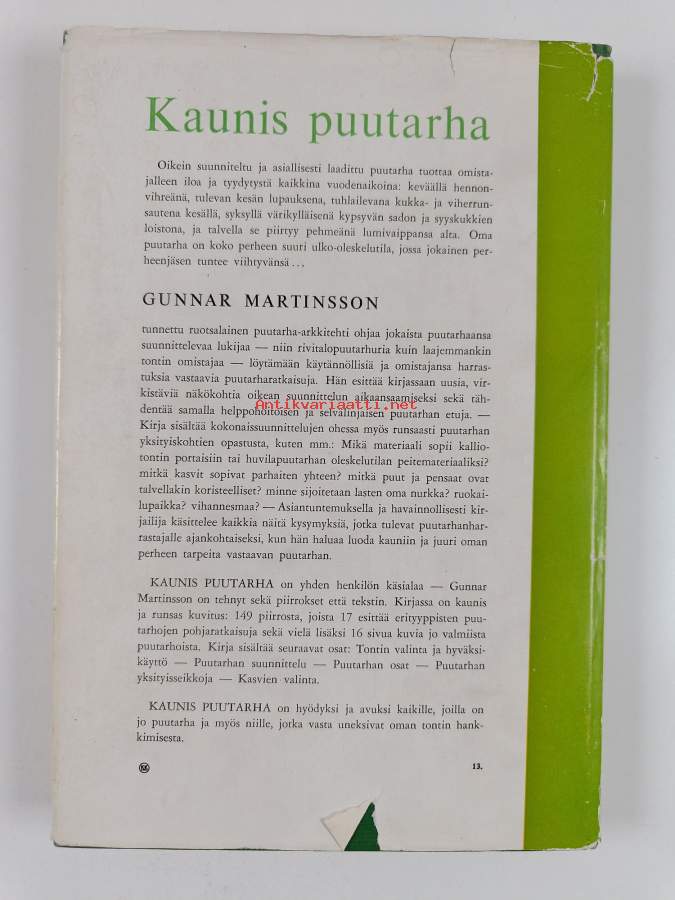 Kaunis puutarha
Oikein suunniteltu ja asiallisesti laadittu puutarha tuottaa omista-
jalleen iloa ja tyydytystä kaikkina vuodenaikoina: keväällä hennon-
vihreänä, tulevan kesän lupauksena, tuhlailevana kukka- ja viherrun-
sautena kesällä, syksyllä värikylläisenä kypsyvän sadon ja syyskukkien
loistona, ja talvella se piirtyy pehmeänä lumivaippansa alta. Oma
puutarha on koko perheen suuri ulko-oleskelutila, jossa jokainen per-
heenjäsen tuntee viihtyvänsä ...
GUNNAR MARTINSSON
tunnettu ruotsalainen puutarha-arkkitehti ohjaa jokaista puutarhaansa
suunnittelevaa lukijaa — niin rivitalopuutarhuria kuin laajemmankin
tontin omistajaa — löytämään käytännöllisiä ja omistajansa harras-
tuksia vastaavia puutarharatkaisuja. Hän esittää kirjassaan uusia, vir-
kistäviä näkökohtia oikean suunnittelun aikaansaamiseksi sekä täh-
Antikvariaatti.net
dentää samalla helppohoitoisen ja selvälinjaisen puutarhan etuja. —
Kirja sisältää kokonaissuunnittelujen ohessa myös runsaasti puutarhan
yksityiskohtien opastusta, kuten mm.: Mikä materiaali sopii kallio-
tontin portaisiin tai huvilapuutarhan oleskelutilan peitemateriaaliksi?
mitkä kasvit sopivat parhaiten yhteen? mitkä puut ja pensaat ovat
talvellakin koristeelliset? minne sijoitetaan lasten oma nurkka? ruokai-
lupaikka? vihannesmaa? — Asiantuntemuksella ja havainnollisesti kir-
jailija käsittelee kaikkia näitä kysymyksiä, jotka tulevat puutarhanhar-
rastajalle ajankohtaiseksi, kun hän haluaa luoda kauniin ja juuri oman
perheen tarpeita vastaavan puutarhan.
KAUNIS PUUTARHA on yhden henkilön käsialaa — Gunnar
Martinsson on tehnyt sekä piirrokset että tekstin. Kirjassa on kaunis
ja runsas kuvitus: 149 piirrosta, joista 17 esittää erityyppisten puu-
tarhojen pohjaratkaisuja sekä vielä lisäksi 16 sivua kuvia jo valmiista
puutarhoista. Kirja sisältää seuraavat osat: Tontin valinta ja hyväksi-
käyttö — Puutarhan suunnittelu — Puutarhan osat — Puutarhan
yksityisseikkoja — Kasvien valinta.
KAUNIS PUUTARHA on hyödyksi ja avuksi kaikille, joilla on
jo puutarha ja myös niille, jotka vasta uneksivat oman tontin hank-
kimisesta.
13.